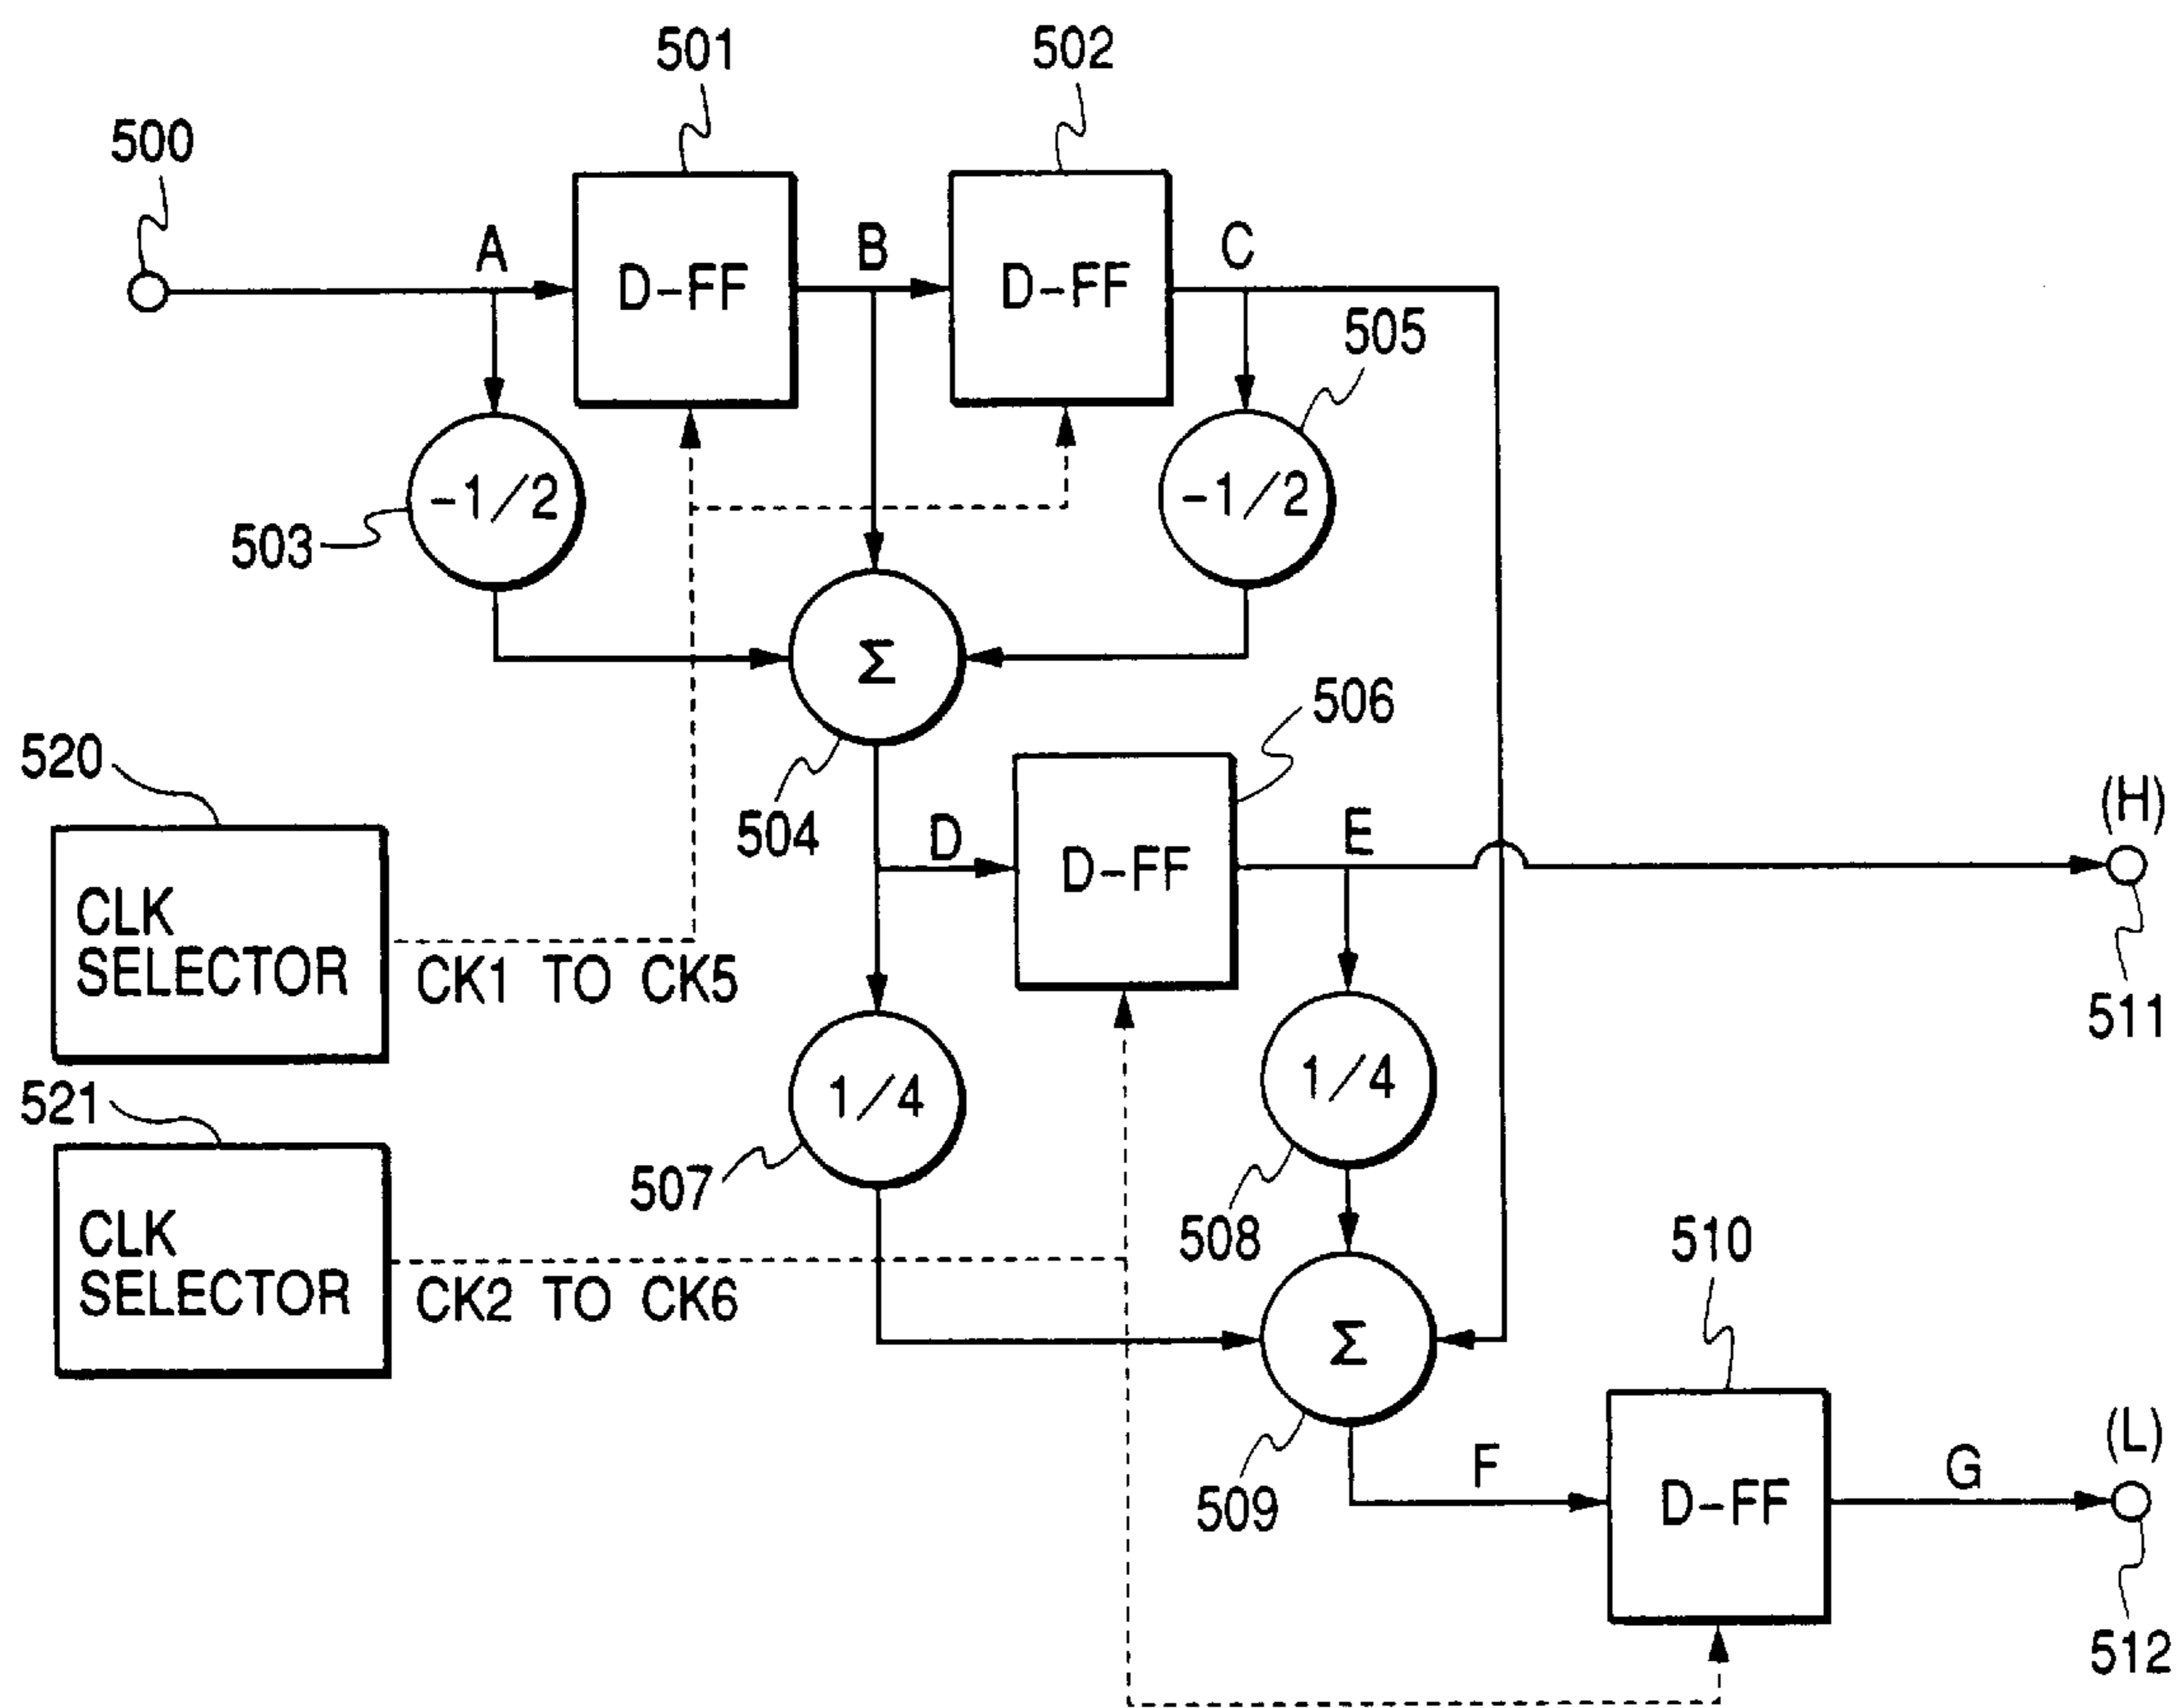 501
502
500
A
D-FF
B
D-FF
C
505
-1/2
-1/2
503
Σ
506
520
504
D
D-FF
E
(H)
CLK
SELECTOR
CK1 TO CK5
511
521
1/4
1/4
507
508
510
CLK
SELECTOR
CK2 TO CK6
Σ
(L)
509
F
D-FF
G
512